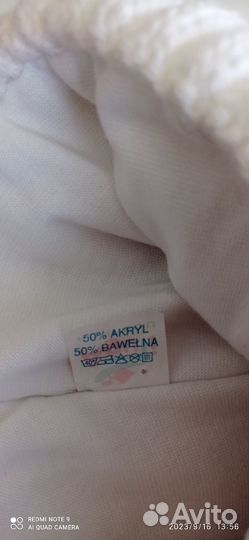 50% AKRYL
50% BAWEŁNA
REDMI NOTE 9
AI QUAD CAMERA
Avito
2023/9/16 13:56